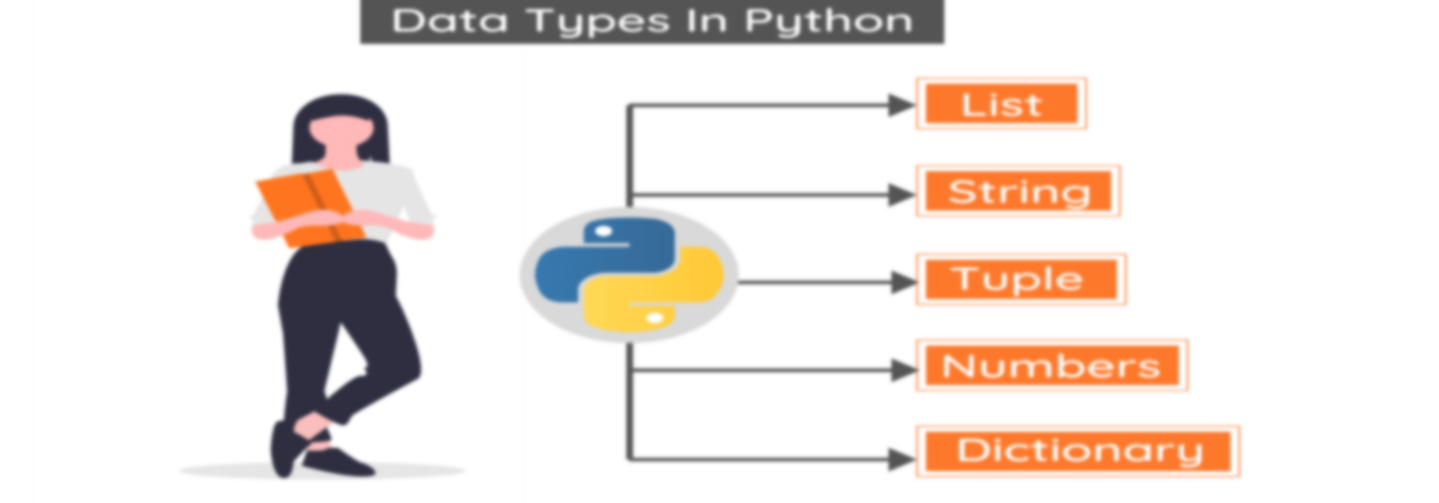 Data Types In Python
List
String
Tuple
Numbers
Dictionary